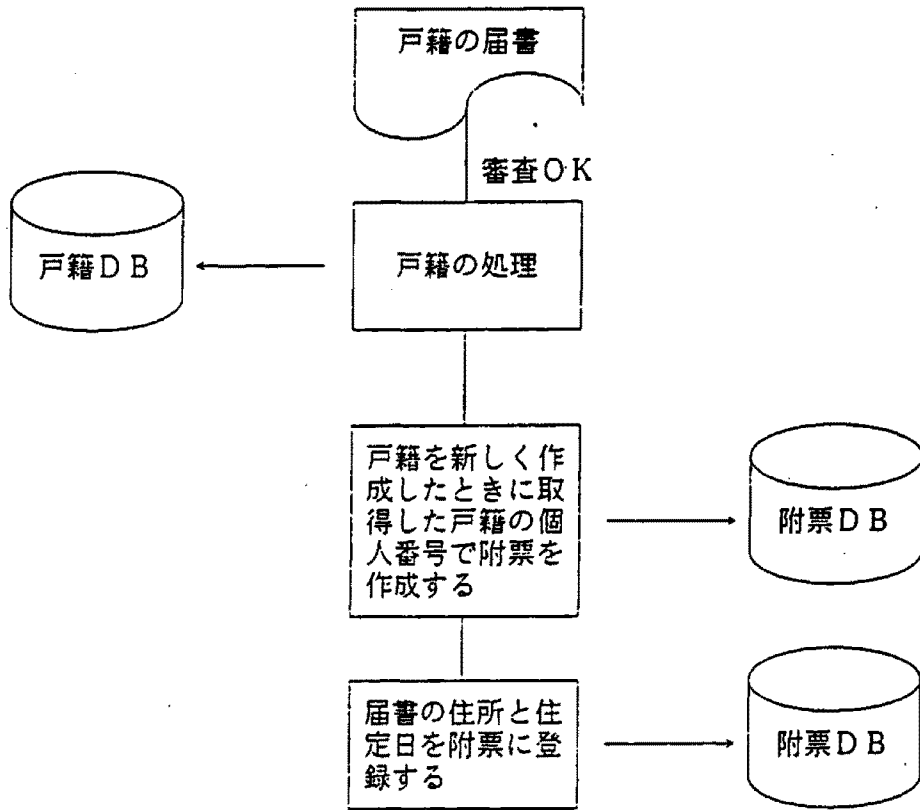 戸籍の届書
審査OK
戸籍DB
戸籍の処理
戸籍を新しく作
成したときに取
得した戸籍の個
人番号で附票を
作成する
附票DB
届書の住所と住
定日を附票に登
録する
附票DB